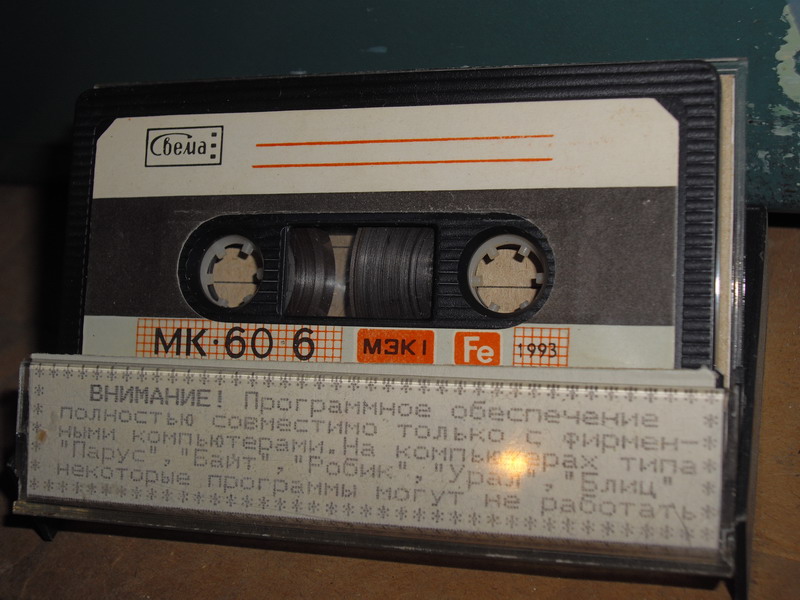 Свема
МК·60 6 МЭК I Fe 1993
ВНИМАНИЕ! Программное обеспечение
полностью совместимо только с фирмен-
ными компьютерами. На компьютерах типа
"Парус", "Байт", "Робик", "Урал", "Блиц"
некоторые программы могут не работать